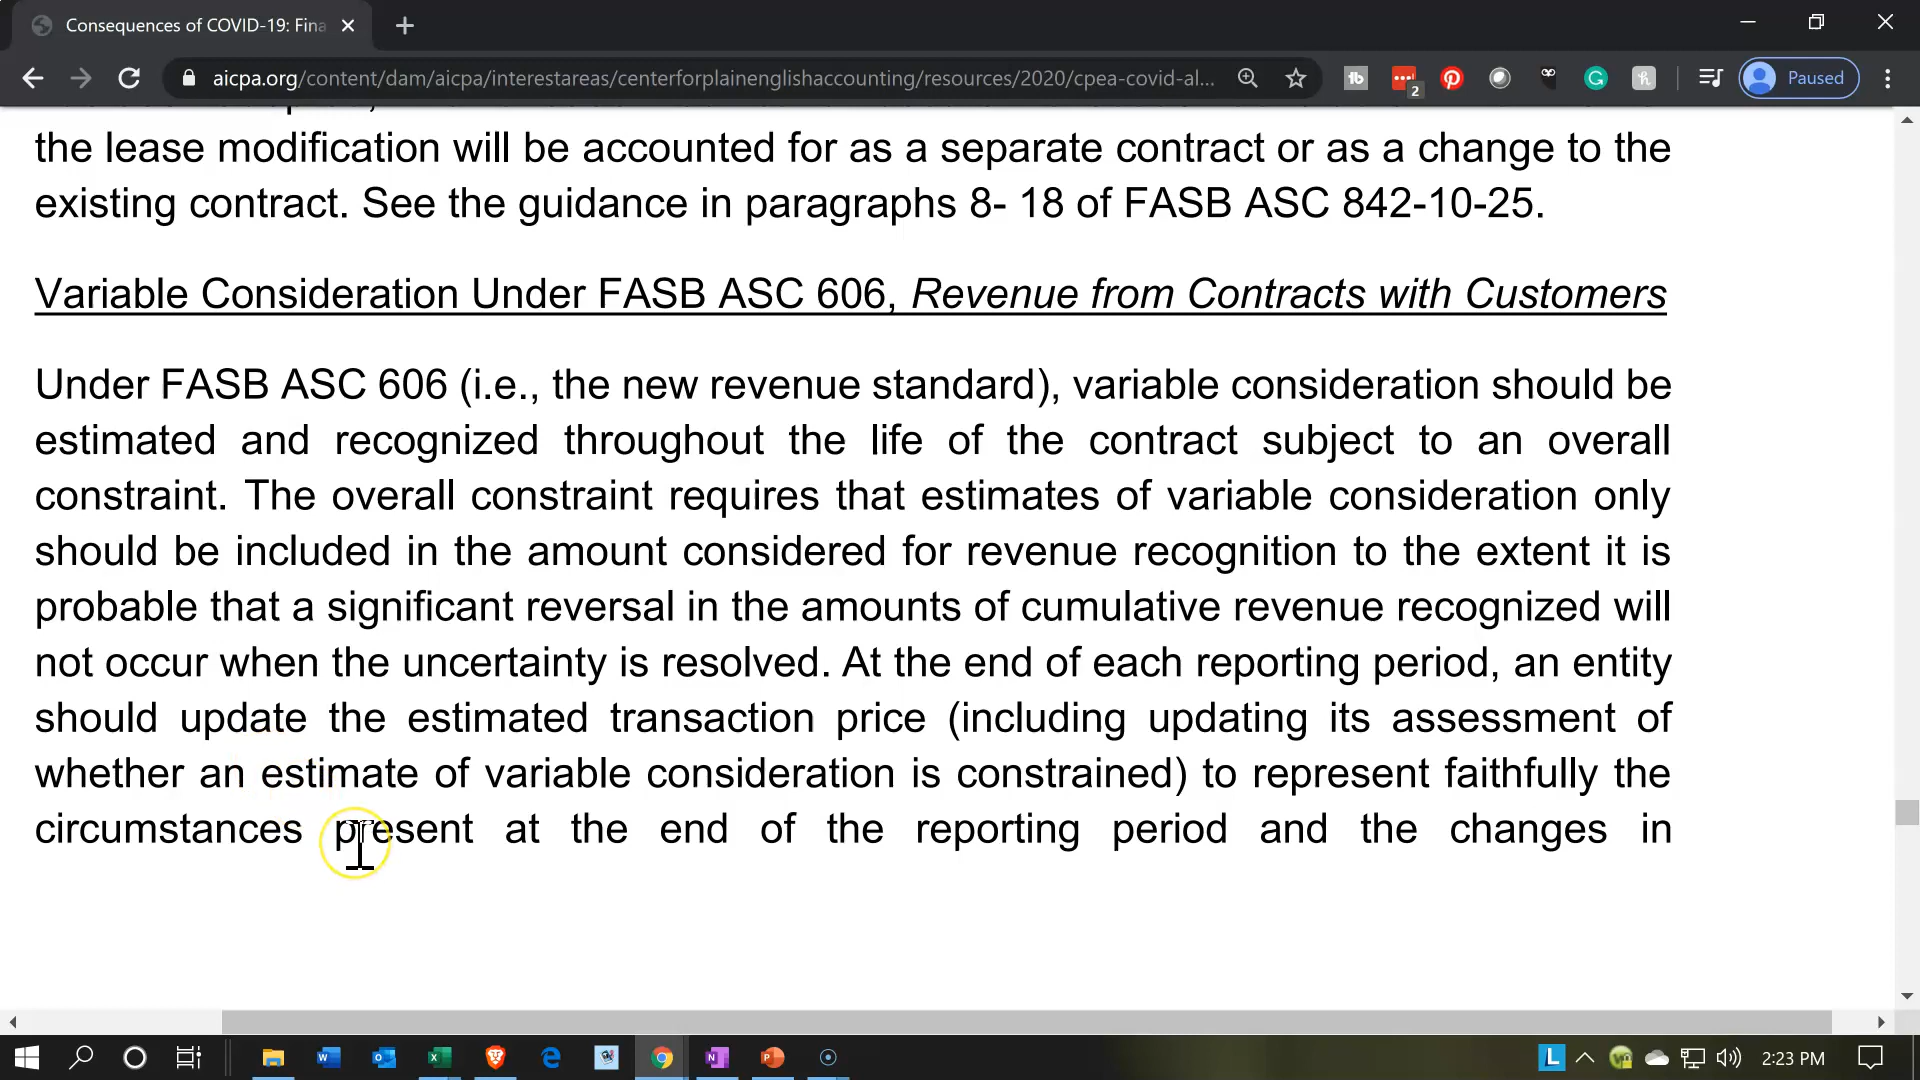 Consequences of COVID-19: Fina
aicpa.org/content/dam/aicpa/interestareas/centerforplainenglishaccounting/resources/2020/cpea-covid-al...
2
Paused
the lease modification will be accounted for as a separate contract or as a change to the
existing contract. See the guidance in paragraphs 8- 18 of FASB ASC 842-10-25.
Variable Consideration Under FASB ASC 606, Revenue from Contracts with Customers
Under FASB ASC 606 (i.e., the new revenue standard), variable consideration should be
estimated and recognized throughout the life of the contract subject to an overall
constraint. The overall constraint requires that estimates of variable consideration only
should be included in the amount considered for revenue recognition to the extent it is
probable that a significant reversal in the amounts of cumulative revenue recognized will
not occur when the uncertainty is resolved. At the end of each reporting period, an entity
should update the estimated transaction price (including updating its assessment of
whether an estimate of variable consideration is constrained) to represent faithfully the
circumstances present at the end of the reporting period and the changes in
2:23 PM